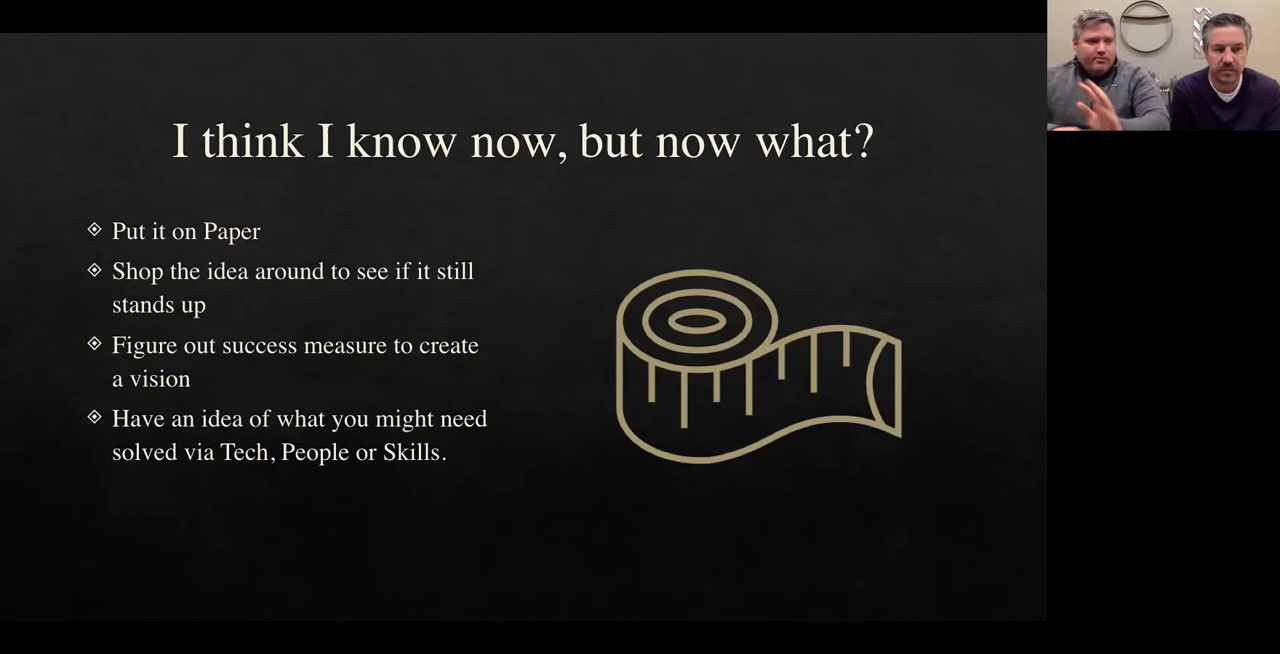 I think I know now, but now what?
Put it on Paper
Shop the idea around to see if it still
stands up
Figure out success measure to create
a vision
Have an idea of what you might need
solved via Tech, People or Skills.